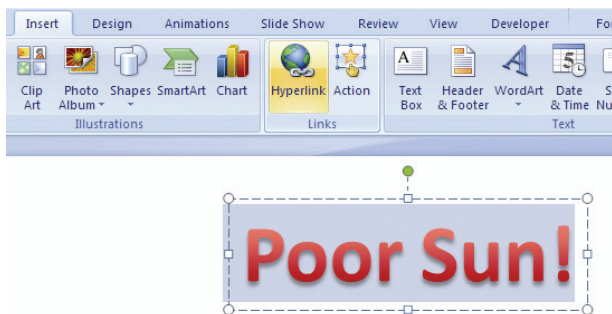 Insert Design Animations Slide Show Review View Developer
Clip Art Photo Album Shapes SmartArt Chart Hyperlink Action A Text Box Header & Footer A WordArt 5 Date & Time
Illustrations Links Text
Poor Sun!